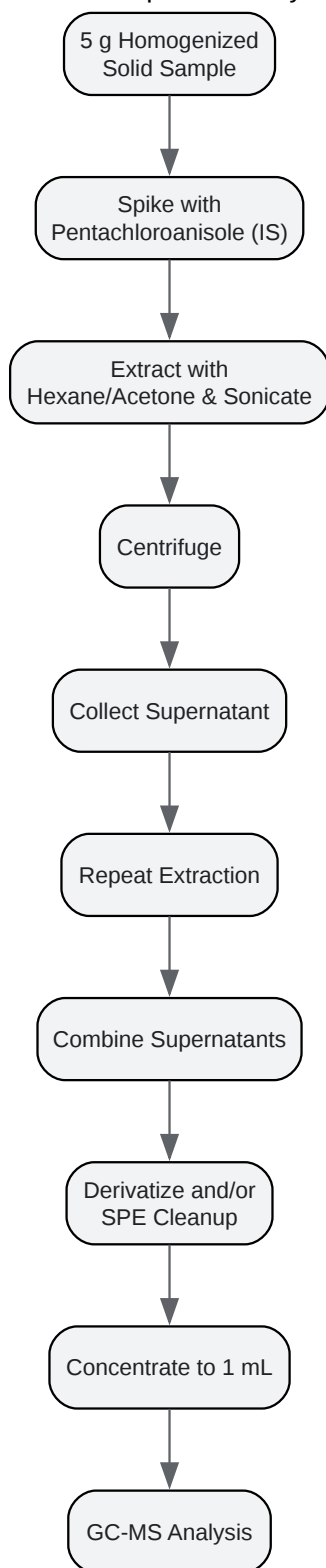 5 g Homogenized
Solid Sample
Spike with
Pentachloroanisole (IS)
Extract with
Hexane/Acetone & Sonicate
Centrifuge
Collect Supernatant
Repeat Extraction
Combine Supernatants
Derivatize and/or
SPE Cleanup
Concentrate to 1 mL
GC-MS Analysis